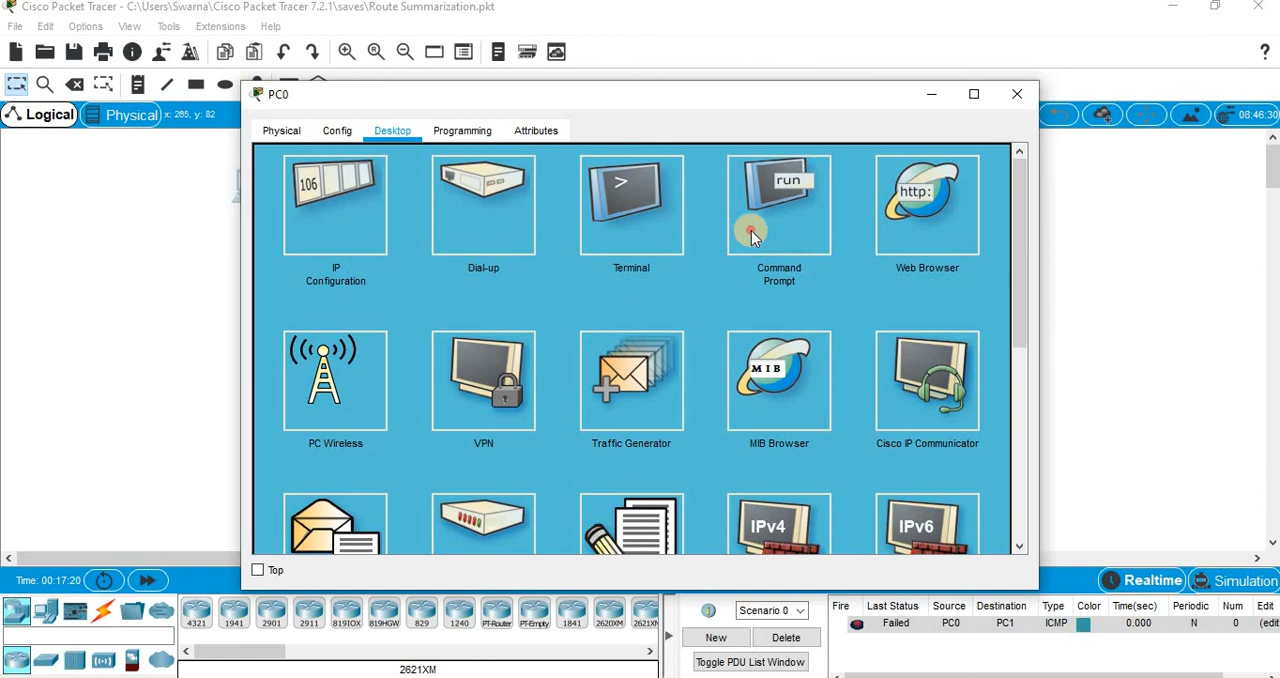 Cisco Packet Tracer - C:\Users\Swarna\Cisco Packet Tracer 7.2.1\saves\Route Summarization.pkt
File Edit Options View Tools Extensions Help
?
PC0
Logical Physical x: 265, y: 82
08:46:30
Physical Config Desktop Programming Attributes
106
>
run
http:
IP
Configuration
Dial-up
Terminal
Command
Prompt
Web Browser
MIB
PC Wireless
VPN
Traffic Generator
MIB Browser
Cisco IP Communicator
IPv4
IPv6
Top
Time: 00:17:20
Realtime
Simulation
4321 1941 2901 2911 819IOX 819HGW 829 1240 PT-Router PT-Empty 1841 2620XM 2621XM
2621XM
Scenario 0
New Delete
Toggle PDU List Window
Fire Last Status Source Destination Type Color Time(sec) Periodic Num Edit
Failed PC0 PC1 ICMP 0.000 N 0 (edit